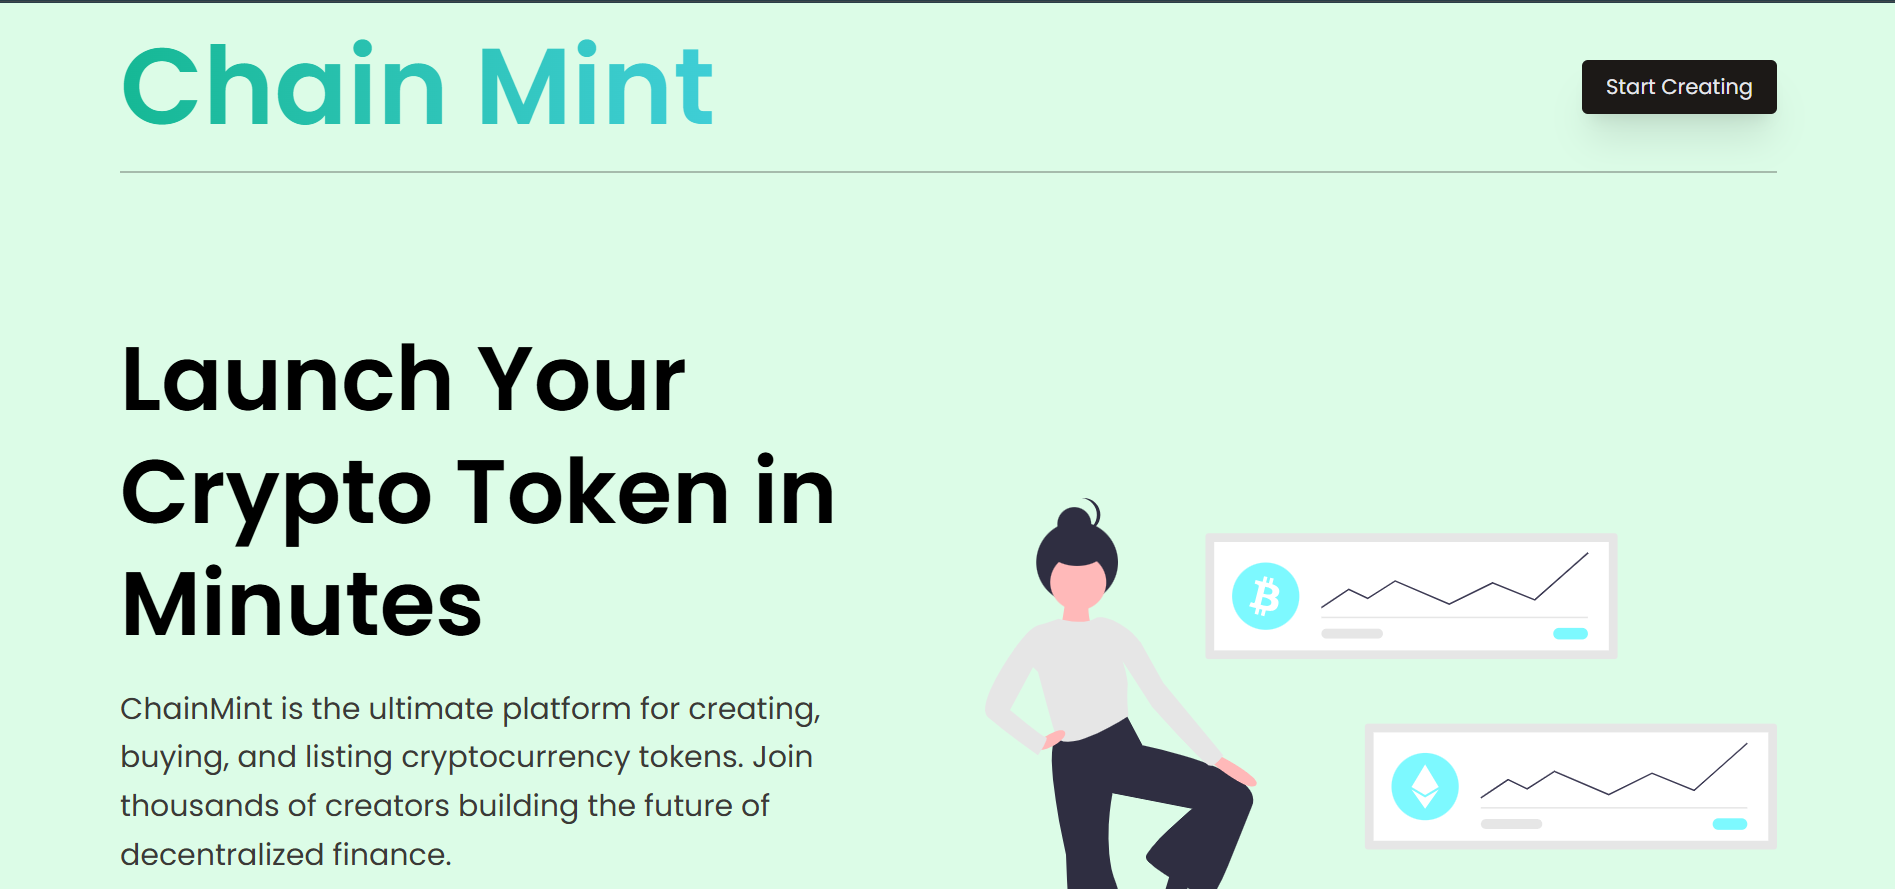 Chain Mint
Start Creating
Launch Your
Crypto Token in
Minutes
ChainMint is the ultimate platform for creating,
buying, and listing cryptocurrency tokens. Join
thousands of creators building the future of
decentralized finance.